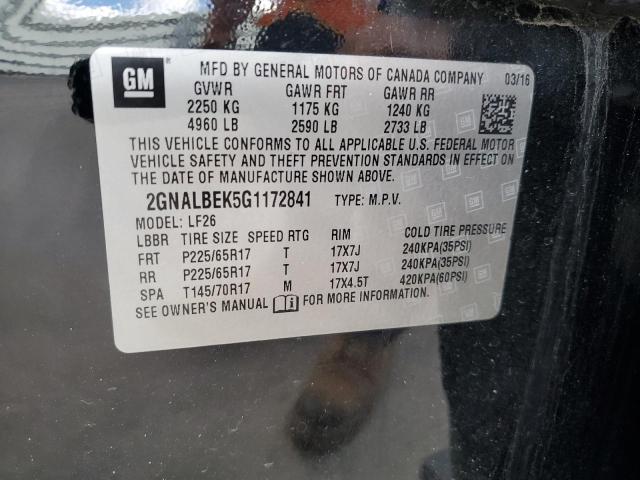 GM
MFD BY GENERAL MOTORS OF CANADA COMPANY 03/16
GVWR GAWR FRT GAWR RR
2250 KG 1175 KG 1240 KG
4960 LB 2590 LB 2733 LB
THIS VEHICLE CONFORMS TO ALL APPLICABLE U.S. FEDERAL MOTOR
VEHICLE SAFETY AND THEFT PREVENTION STANDARDS IN EFFECT ON
THE DATE OF MANUFACTURE SHOWN ABOVE.
2GNALBEK5G1172841 TYPE: M.P.V.
MODEL: LF26
LBBR TIRE SIZE SPEED RTG RIM COLD TIRE PRESSURE
FRT P225/65R17 T 17X7J 240KPA(35PSI)
RR P225/65R17 T 17X7J 240KPA(35PSI)
SPA T145/70R17 M 17X4.5T 420KPA(60PSI)
SEE OWNER'S MANUAL FOR MORE INFORMATION.